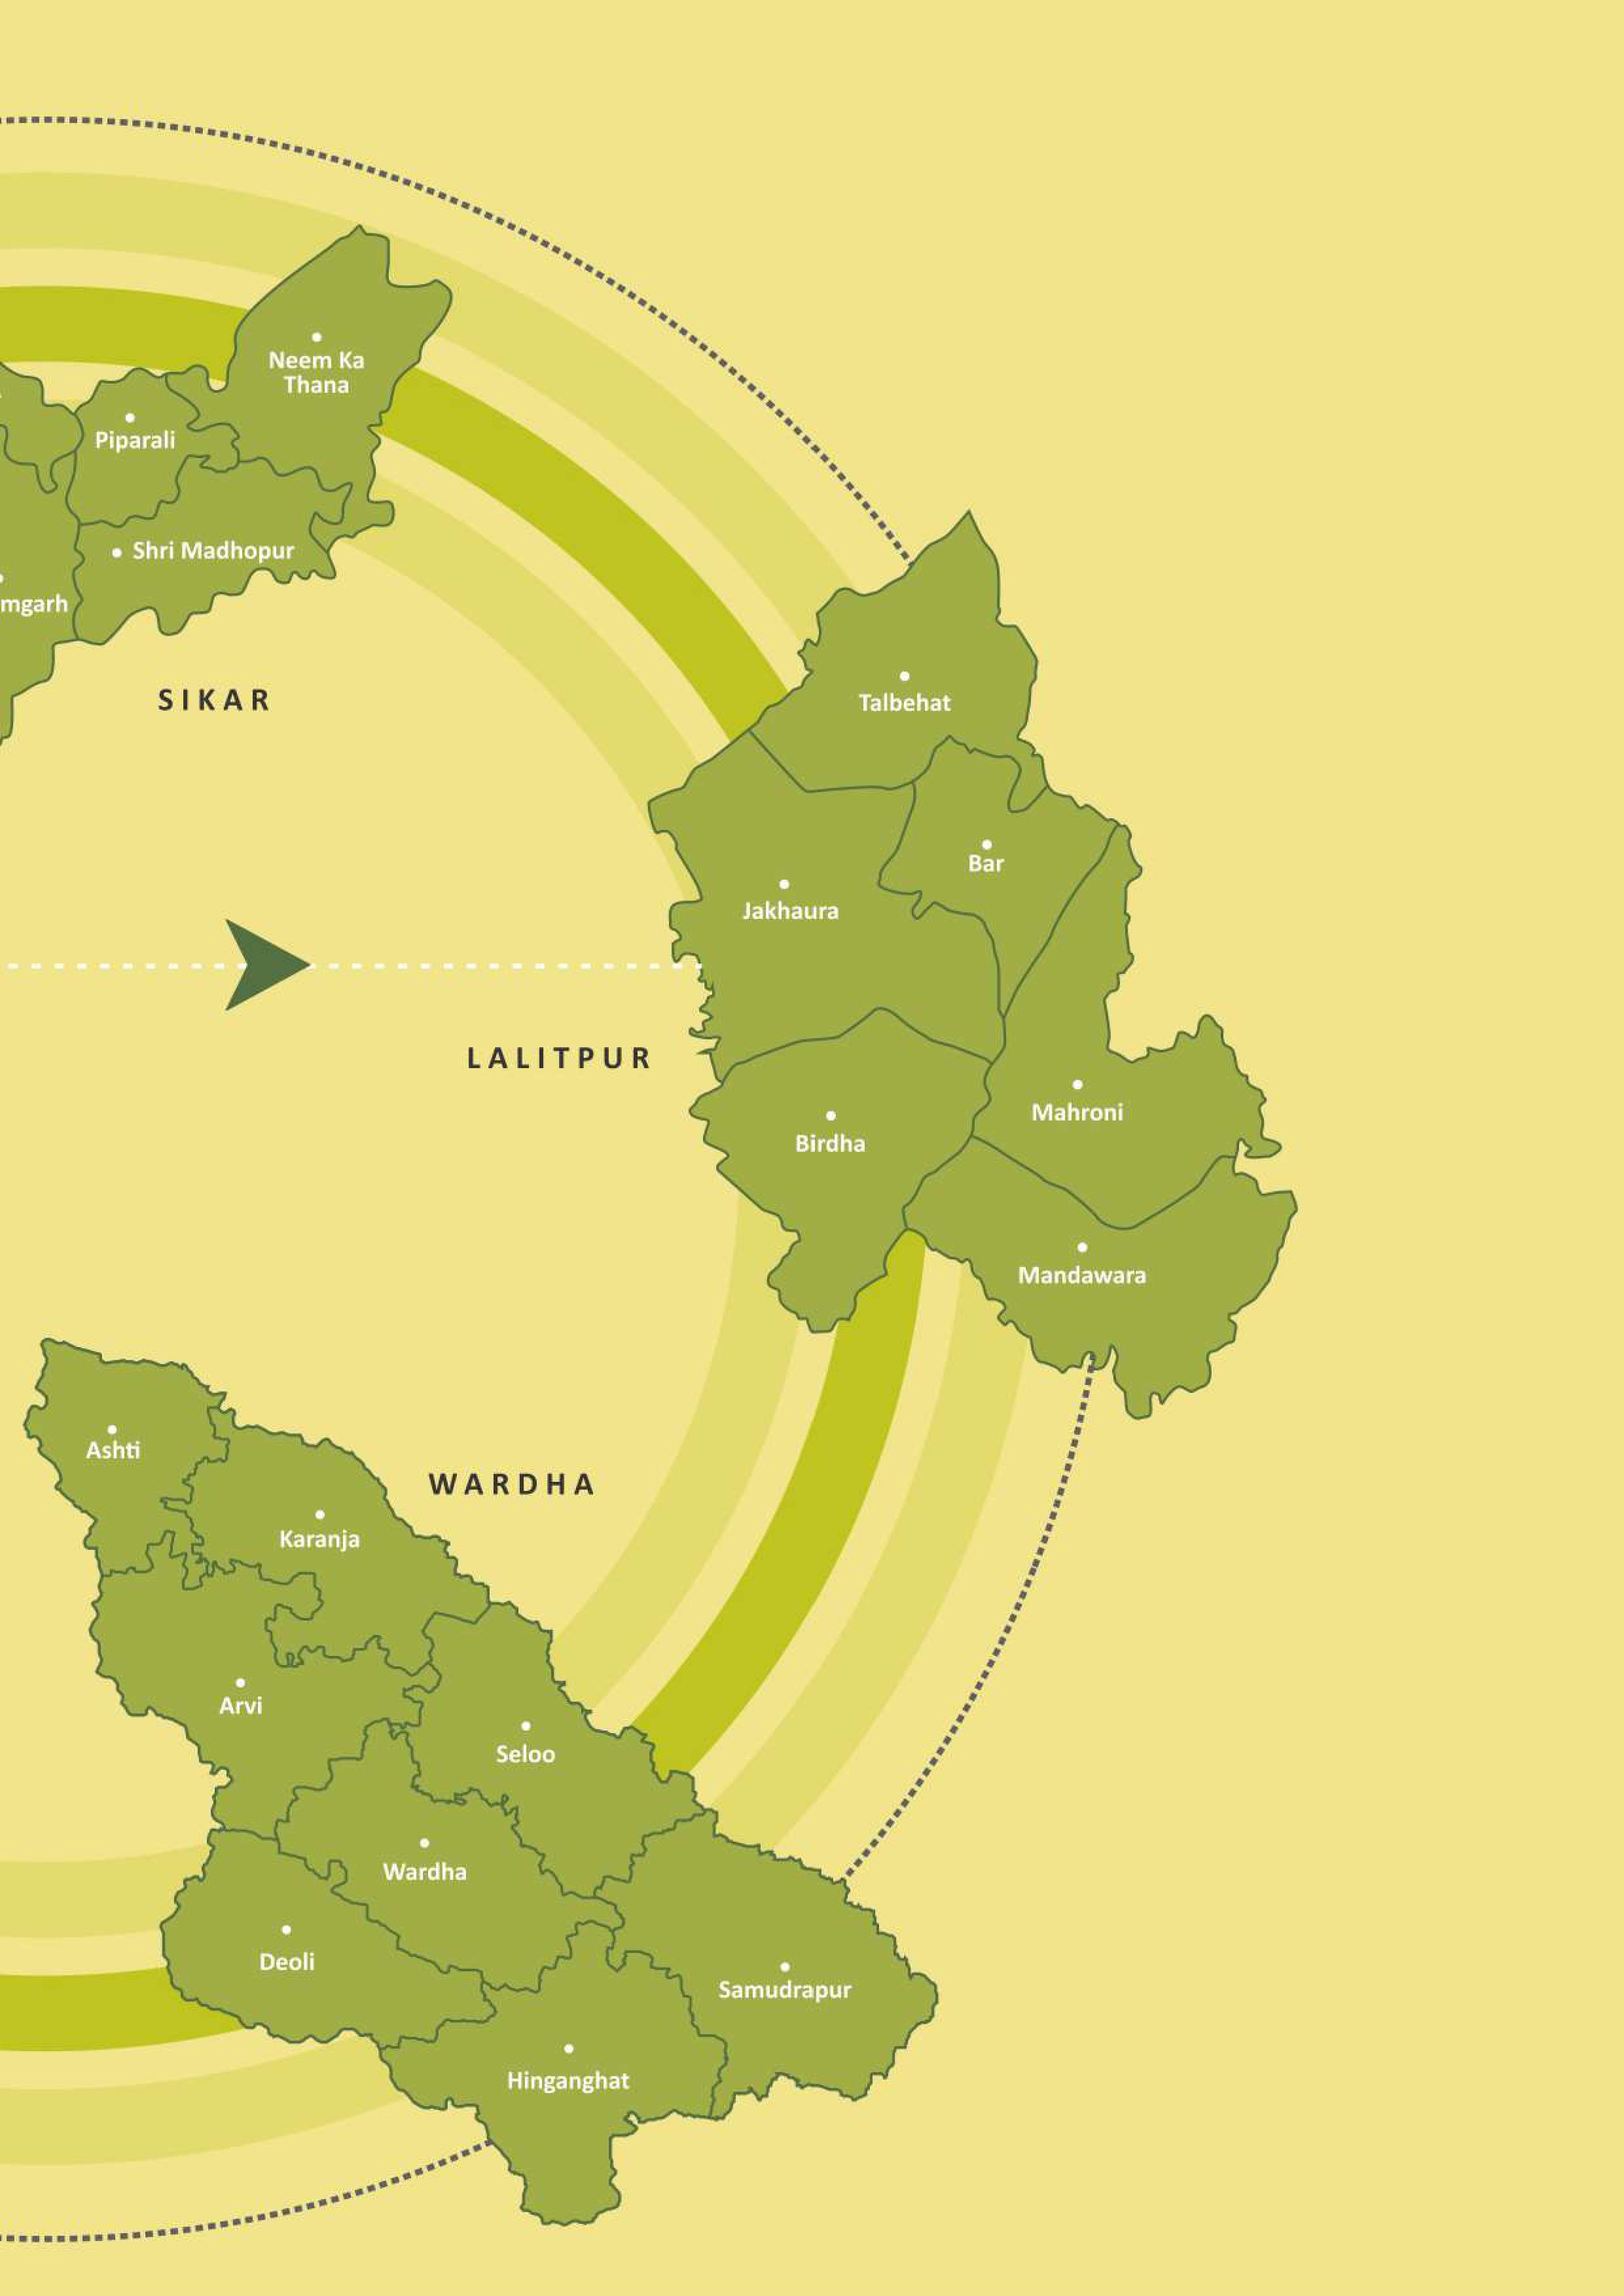 Neem Ka
Thana
Piparali
Shri Madhopur
mgarh
SIKAR
Talbehat
Bar
Jakhaura
LALITPUR
Mahroni
Birdha
Mandawara
Ashti
WARDHA
Karanja
Arvi
Seloo
Wardha
Deoli
Samudrapur
Hinganghat